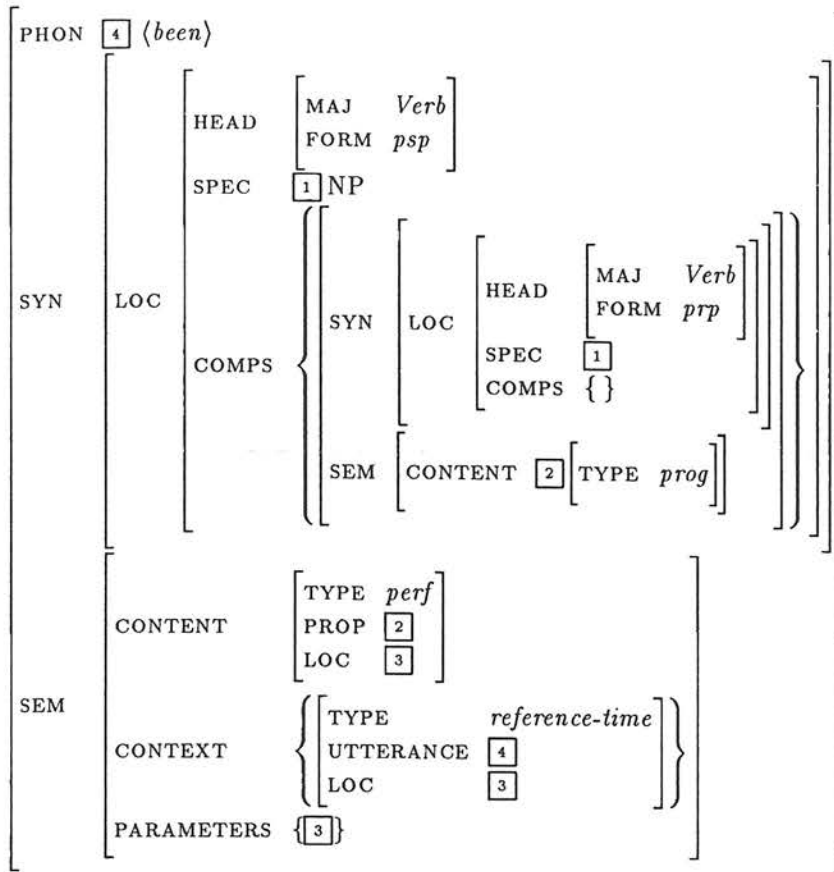 PHON 4 ⟨been⟩
MAJ Verb
HEAD
FORM psp
SPEC 1 NP
MAJ Verb
HEAD
FORM prp
SYN LOC SYN LOC
SPEC 1
COMPS
COMPS { }
SEM CONTENT 2 TYPE prog
TYPE perf
CONTENT PROP 2
LOC 3
SEM TYPE reference-time
CONTEXT UTTERANCE 4
LOC 3
PARAMETERS {3}